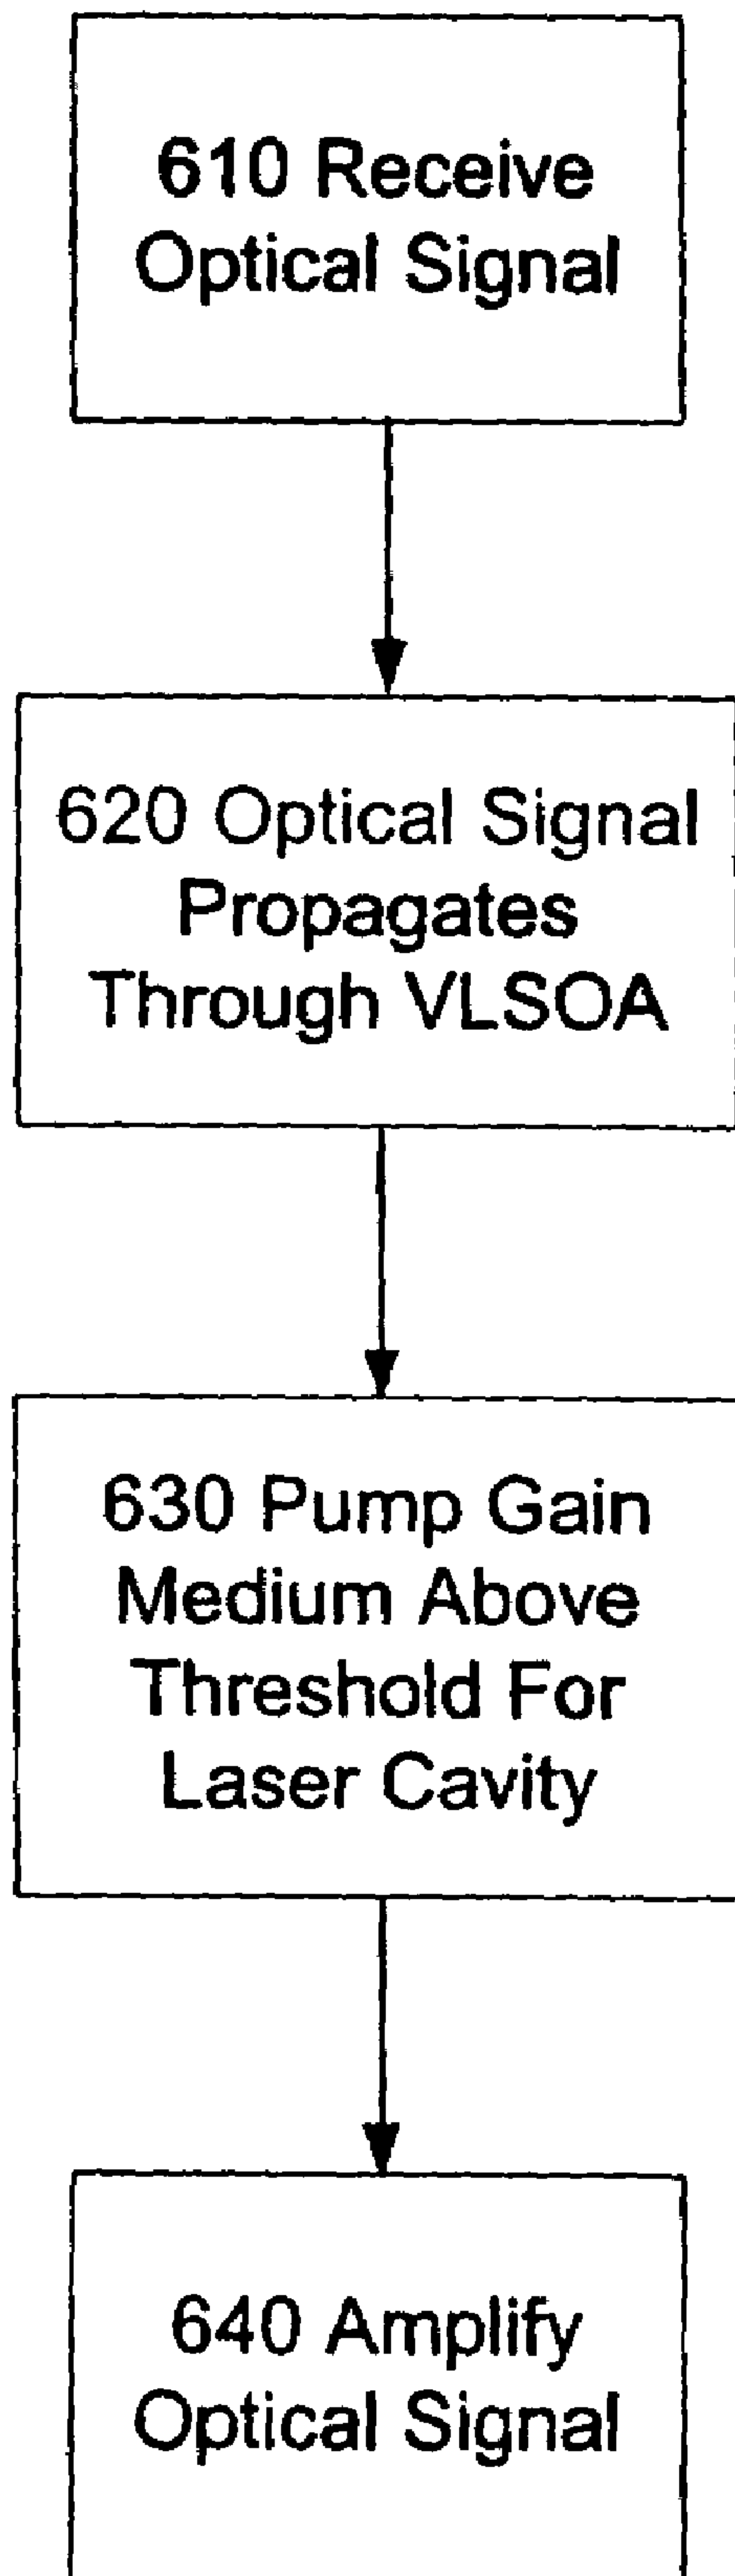 610 Receive
Optical Signal
620 Optical Signal
Propagates
Through VLSOA
630 Pump Gain
Medium Above
Threshold For
Laser Cavity
640 Amplify
Optical Signal